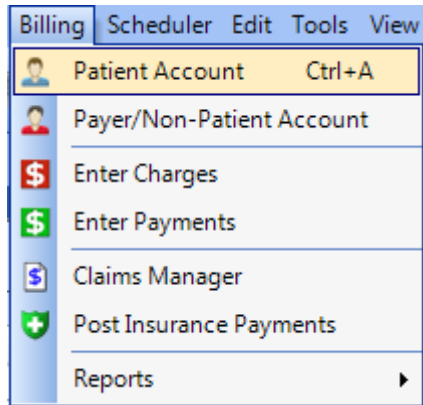 Billing Scheduler Edit Tools View
Patient Account Ctrl+A
Payer/Non-Patient Account
$ Enter Charges
$ Enter Payments
$ Claims Manager
Post Insurance Payments
Reports